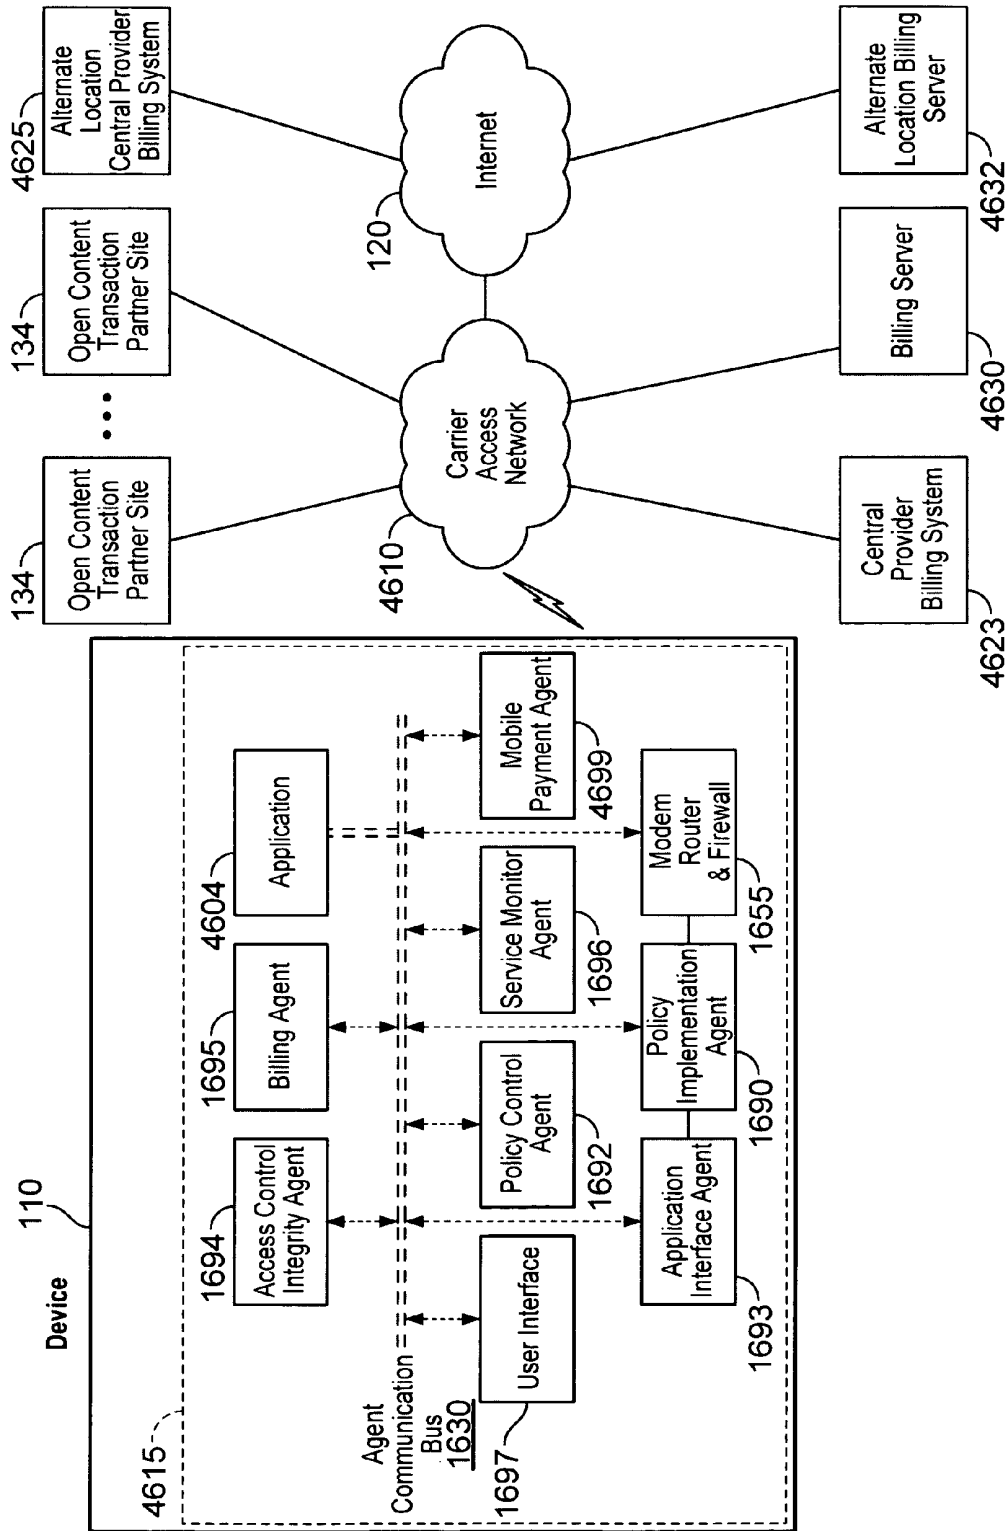 Device
110
4615
1694
Access Control
Integrity Agent
1695
Billing Agent
4604
Application
Agent
Communication
Bus
1630
User Interface
1697
Policy Control
Agent
1692
Service Monitor
Agent
1696
Mobile
Payment Agent
4699
Application
Interface Agent
1693
Policy
Implementation
Agent
1690
Modem
Router
& Firewall
1655
134
Open Content
Transaction
Partner Site
134
Open Content
Transaction
Partner Site
4625
Alternate
Location
Central Provider
Billing System
4610
Carrier
Access
Network
120
Internet
Central
Provider
Billing System
4623
Billing Server
4630
Alternate
Location Billing
Server
4632